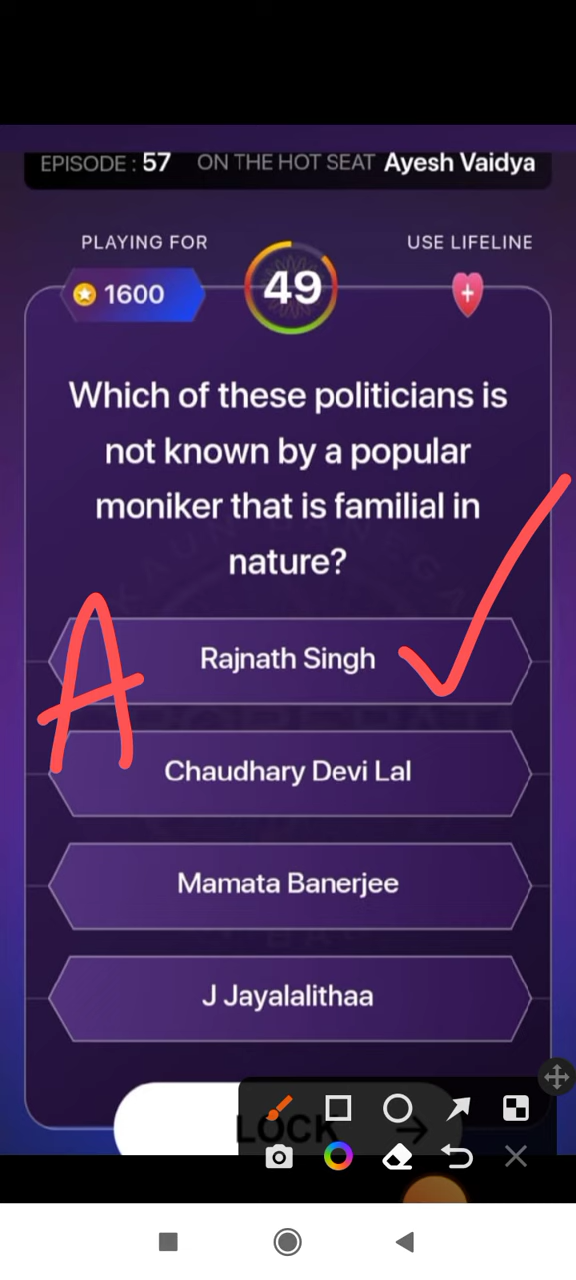 EPISODE : 57 ON THE HOT SEAT Ayesh Vaidya
PLAYING FOR
USE LIFELINE
1600
49
Which of these politicians is
not known by a popular
moniker that is familial in
nature?
A
Rajnath Singh
Chaudhary Devi Lal
Mamata Banerjee
J Jayalalithaa
LOCK